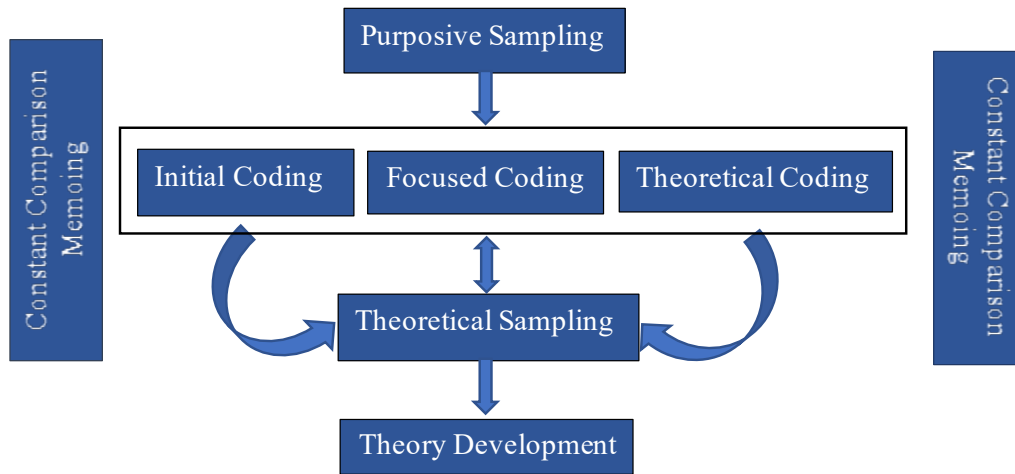 Purposive Sampling
Constant Comparison
Memoing
Constant Comparison
Memoing
Initial Coding
Focused Coding
Theoretical Coding
Theoretical Sampling
Theory Development